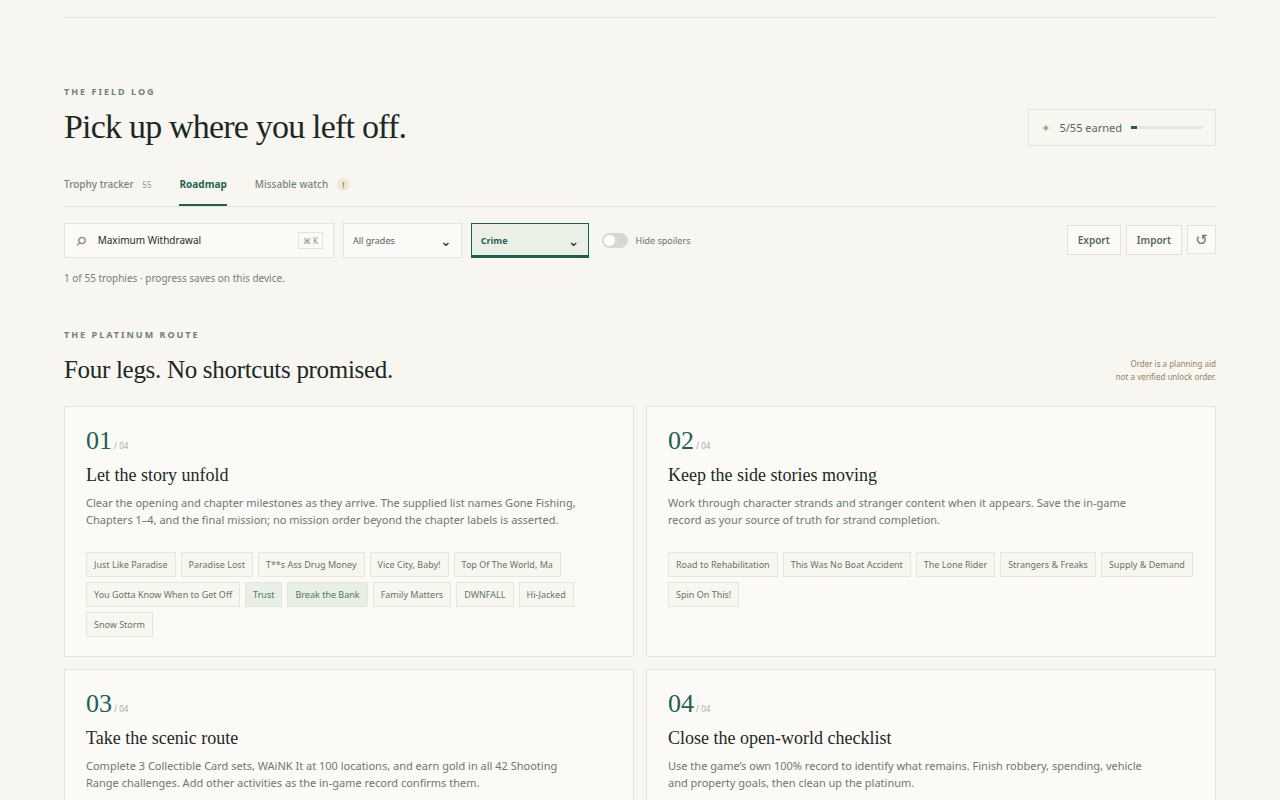 THE FIELD LOG
Pick up where you left off.
✦ 5/55 earned
Trophy tracker 55 Roadmap Missable watch !
Maximum Withdrawal ⌘ K All grades Crime Hide spoilers Export Import ↺
1 of 55 trophies · progress saves on this device.
THE PLATINUM ROUTE
Four legs. No shortcuts promised.
Order is a planning aid
not a verified unlock order.
01 / 04
Let the story unfold
Clear the opening and chapter milestones as they arrive. The supplied list names Gone Fishing,
Chapters 1–4, and the final mission; no mission order beyond the chapter labels is asserted.
Just Like Paradise Paradise Lost T**s Ass Drug Money Vice City, Baby! Top Of The World, Ma
You Gotta Know When to Get Off Trust Break the Bank Family Matters DWNFALL Hi-Jacked
Snow Storm
02 / 04
Keep the side stories moving
Work through character strands and stranger content when it appears. Save the in-game
record as your source of truth for strand completion.
Road to Rehabilitation This Was No Boat Accident The Lone Rider Strangers & Freaks Supply & Demand
Spin On This!
03 / 04
Take the scenic route
Complete 3 Collectible Card sets, WAiNK It at 100 locations, and earn gold in all 42 Shooting
Range challenges. Add other activities as the in-game record confirms them.
04 / 04
Close the open-world checklist
Use the game’s own 100% record to identify what remains. Finish robbery, spending, vehicle
and property goals, then clean up the platinum.